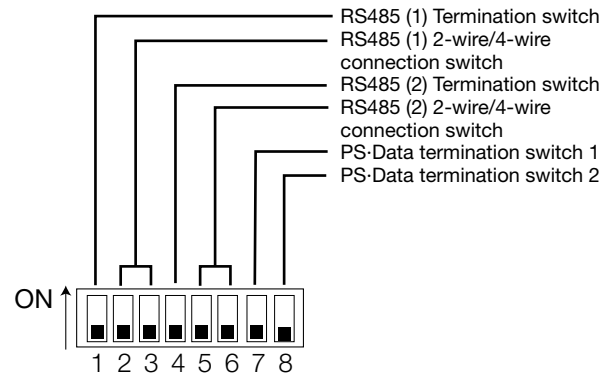 RS485 (1) Termination switch
RS485 (1) 2-wire/4-wire
connection switch
RS485 (2) Termination switch
RS485 (2) 2-wire/4-wire
connection switch
PS·Data termination switch 1
PS·Data termination switch 2
ON
1 2 3 4 5 6 7 8